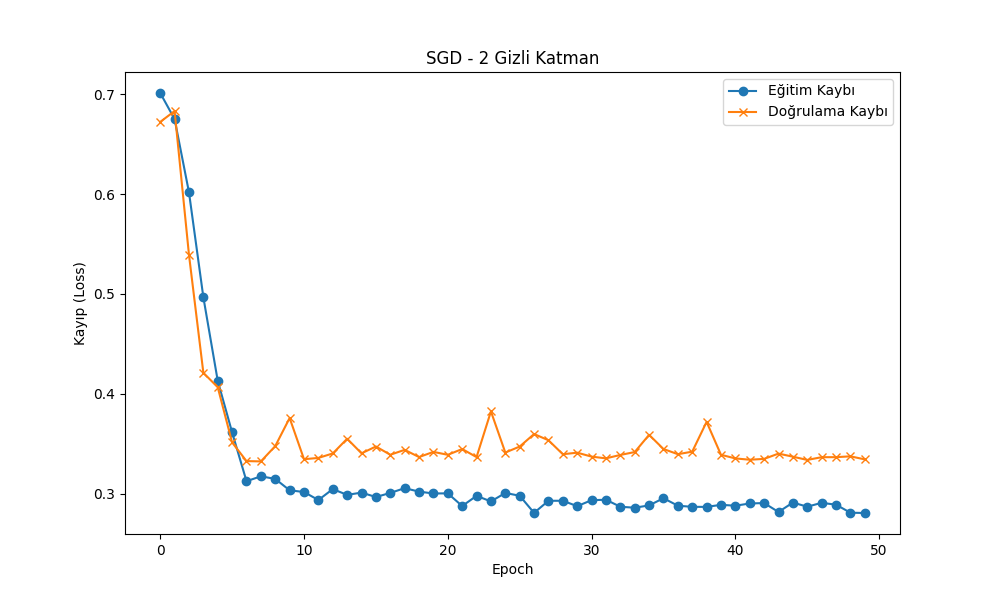 SGD - 2 Gizli Katman
Eğitim Kaybı
Doğrulama Kaybı
Kayıp (Loss)
0.7
0.6
0.5
0.4
0.3
0 10 20 30 40 50
Epoch